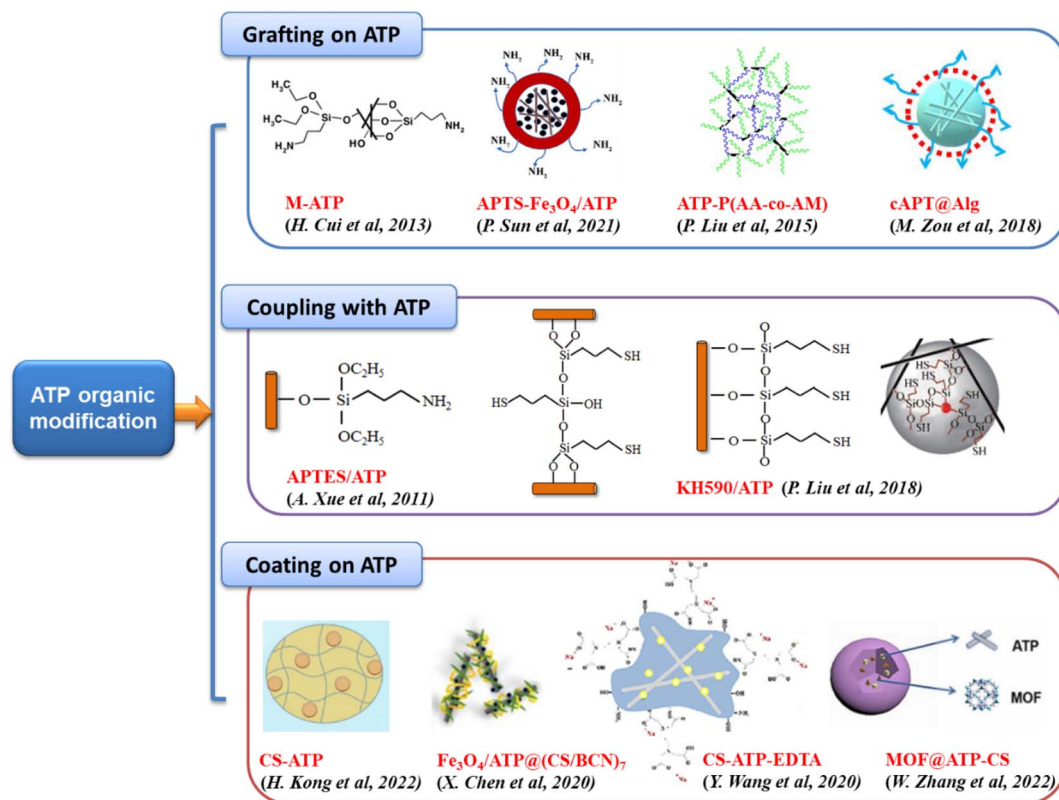 Grafting on ATP
H₃C
O
H₃C
O
Si
O
H₂N
HO
O
O
O
Si
NH₂
NH₂
NH₂
NH₂
NH₂
NH₂
NH₂
NH₂
NH₂
M-ATP
(H. Cui et al, 2013)
APTS-Fe₃O₄/ATP
(P. Sun et al, 2021)
ATP-P(AA-co-AM)
(P. Liu et al, 2015)
cAPT@Alg
(M. Zou et al, 2018)
ATP organic
modification
Coupling with ATP
OC₂H₅
O
Si
NH₂
OC₂H₅
APTES/ATP
(A. Xue et al, 2011)
O
O
Si
SH
O
HS
Si
OH
O
Si
SH
O
O
O
O
Si
SH
O
O
Si
SH
O
O
Si
SH
O
KH590/ATP (P. Liu et al, 2018)
Coating on ATP
CS-ATP
(H. Kong et al, 2022)
Fe₃O₄/ATP@(CS/BCN)₇
(X. Chen et al, 2020)
CS-ATP-EDTA
(Y. Wang et al, 2020)
ATP
MOF
MOF@ATP-CS
(W. Zhang et al, 2022)